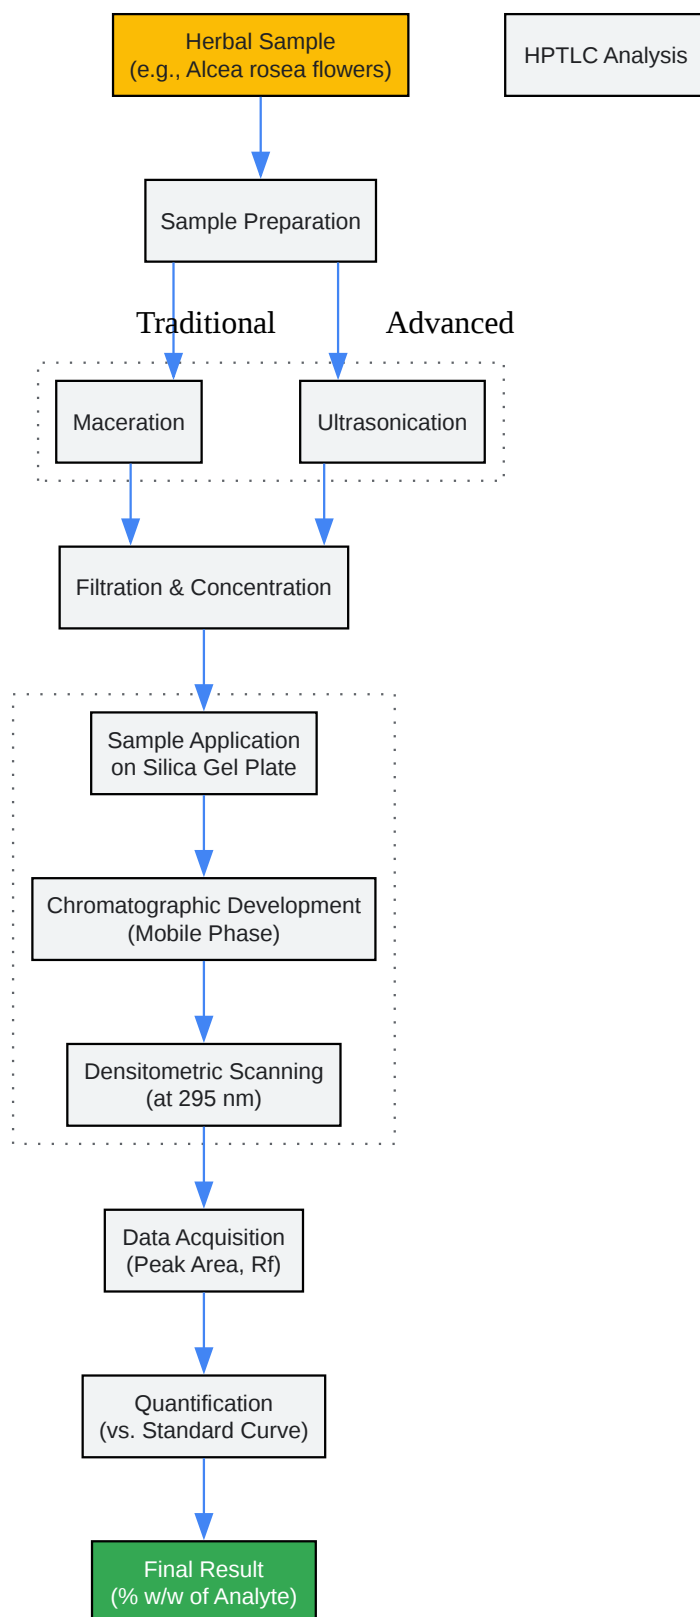 Herbal Sample
(e.g., Alcea rosea flowers)
HPTLC Analysis
Sample Preparation
Traditional
Advanced
Maceration
Ultrasonication
Filtration & Concentration
Sample Application
on Silica Gel Plate
Chromatographic Development
(Mobile Phase)
Densitometric Scanning
(at 295 nm)
Data Acquisition
(Peak Area, Rf)
Quantification
(vs. Standard Curve)
Final Result
(% w/w of Analyte)